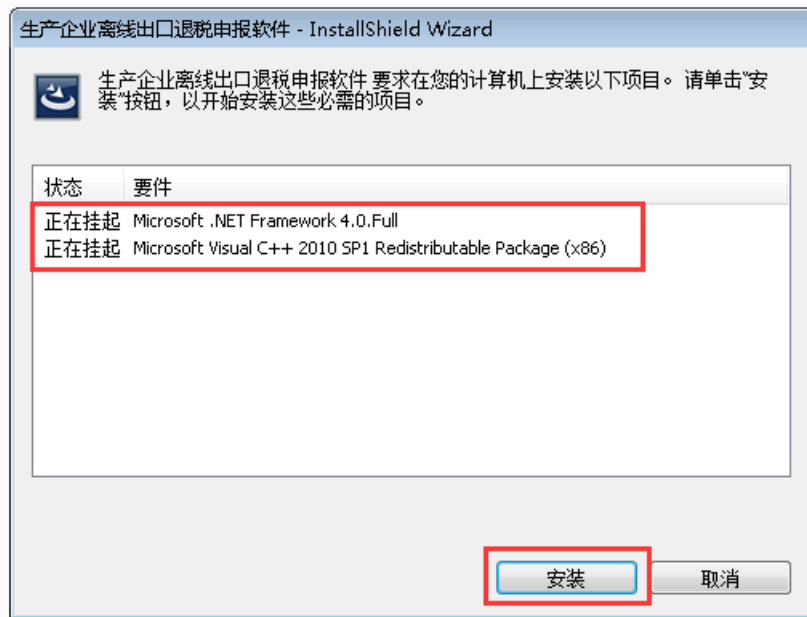 生产企业离线出口退税申报软件 - InstallShield Wizard
生产企业离线出口退税申报软件 要求在您的计算机上安装以下项目。 请单击“安
装”按钮，以开始安装这些必需的项目。
状态 要件
正在挂起 Microsoft .NET Framework 4.0.Full
正在挂起 Microsoft Visual C++ 2010 SP1 Redistributable Package (x86)
安装 取消